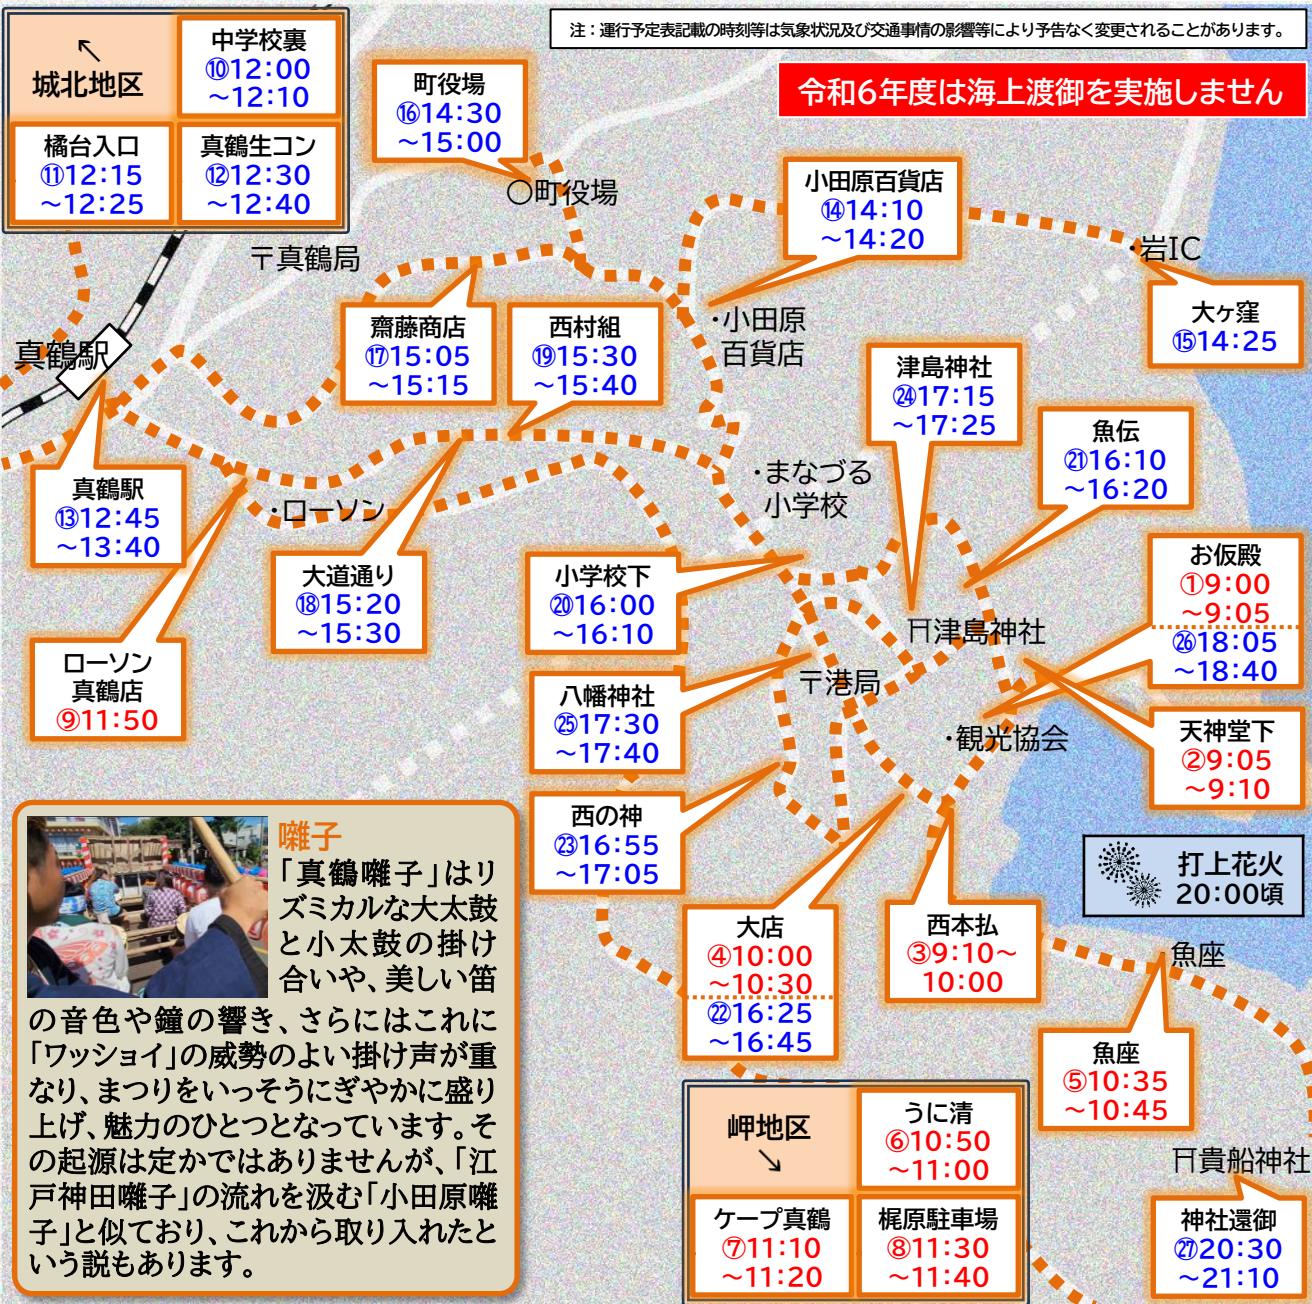 注：運行予定表記載の時刻等は気象状況及び交通事情の影響等により予告なく変更されることがあります。
令和6年度は海上渡御を実施しません
↖
城北地区
中学校裏
⑩12:00
～12:10
橘台入口
⑪12:15
～12:25
真鶴生コン
⑫12:30
～12:40
町役場
⑯14:30
～15:00
〇町役場
小田原百貨店
⑭14:10
～14:20
・岩IC
大ヶ窪
⑮14:25
〒真鶴局
真鶴駅
齋藤商店
⑰15:05
～15:15
西村組
⑲15:30
～15:40
・小田原
百貨店
津島神社
㉔17:15
～17:25
魚伝
㉑16:10
～16:20
真鶴駅
⑬12:45
～13:40
・ローソン
・まなづる
小学校
大道通り
⑱15:20
～15:30
小学校下
⑳16:00
～16:10
お仮殿
①9:00
～9:05
㉖18:05
～18:40
ローソン
真鶴店
⑨11:50
⛩津島神社
〒港局
八幡神社
㉕17:30
～17:40
・観光協会
天神堂下
②9:05
～9:10
西の神
㉓16:55
～17:05
打上花火
20:00頃
大店
④10:00
～10:30
㉒16:25
～16:45
西本払
③9:10～
10:00
魚座
魚座
⑤10:35
～10:45
岬地区
↘
うに清
⑥10:50
～11:00
ケープ真鶴
⑦11:10
～11:20
梶原駐車場
⑧11:30
～11:40
⛩貴船神社
神社還御
㉗20:30
～21:10
囃子
「真鶴囃子」はリ
ズミカルな大太鼓
と小太鼓の掛け
合いや、美しい笛
の音色や鐘の響き、さらにはこれに
「ワッショイ」の威勢のよい掛け声が重
なり、まつりをいっそうにぎやかに盛り
上げ、魅力のひとつとなっています。そ
の起源は定かではありませんが、「江
戸神田囃子」の流れを汲む「小田原囃
子」と似ており、これから取り入れたと
いう説もあります。